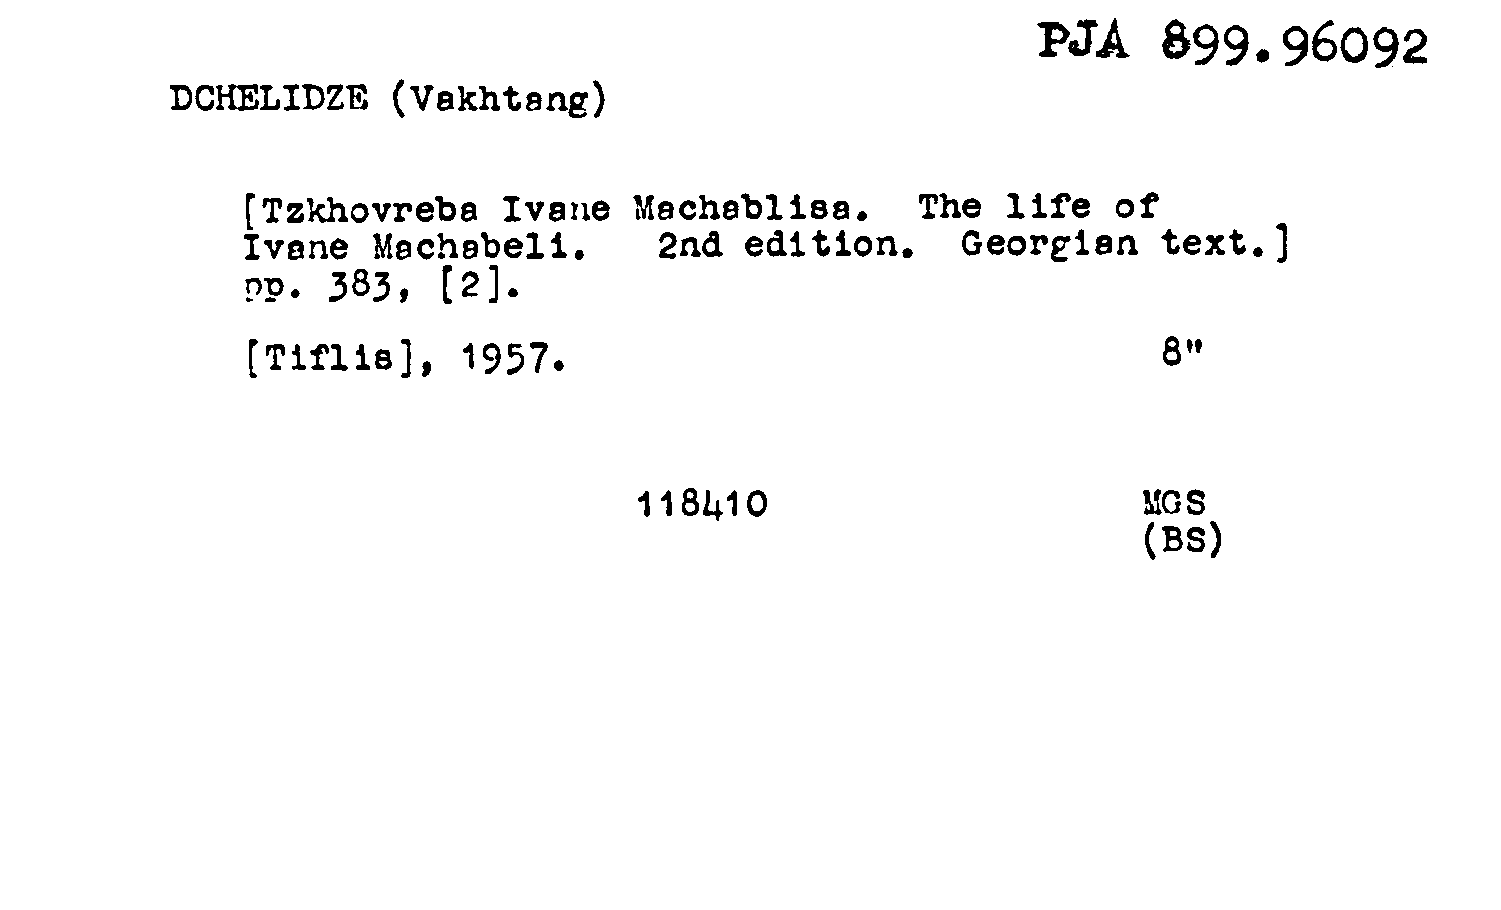 PJA 899.96092
DCHELIDZE (Vakhtang)
[Tzkhovreba Ivane Machablisa. The life of
Ivane Machabeli. 2nd edition. Georgian text.]
pp. 383, [2].
[Tiflis], 1957. 8"
118410 MGS
(BS)